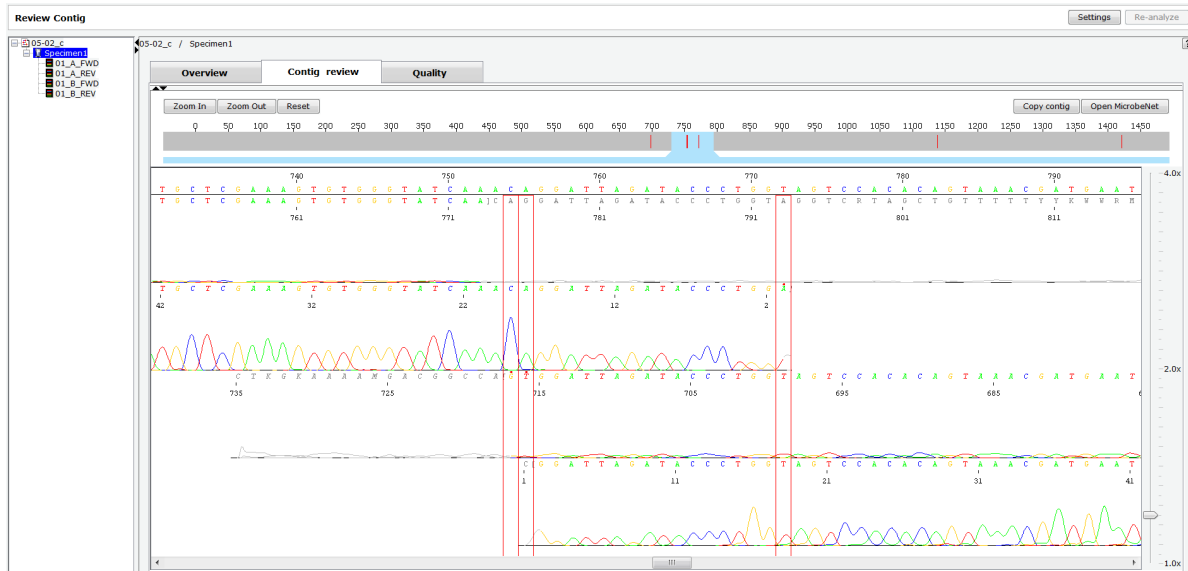 Review Contig
Settings Re-analyze
05-02_c
Specimen1
01_A_FWD
01_A_REV
01_B_FWD
01_B_REV
05-02_c / Specimen1
Overview Contig review Quality
Zoom In Zoom Out Reset Copy contig Open MicrobeNet
0 50 100 150 200 250 300 350 400 450 500 550 600 650 700 750 800 850 900 950 1000 1050 1100 1150 1200 1250 1300 1350 1400 1450
740 750 760 770 780 790
T G C T C G A A A G T G T G G G T A T C A A A C A G G A T T A G A T A C C C T G G T A G T C C A C A C A G T A A A C G A T G A A T
T G C T C G A A A G T G T G G G T A T C A A ] C A G G A T T A G A T A C C C T G G T A G G T C R T A G C T G T T T T T Y Y K W W R M
761 771 781 791 801 811
T G C T C G A A A G T G T G G G T A T C A A A C A G G A T T A G A T A C C C T G G A
42 32 22 12 2
C T K G K A A A A M G A C G G C C A G T G G A T T A G A T A C C C T G G T A G T C C A C A C A G T A A A C G A T G A A T
735 725 715 705 695 685
C [ G G A T T A G A T A C C C T G G T A G T C C A C A C A G T A A A C G A T G A A T
1 11 21 31 41
4.0x
2.0x
1.0x